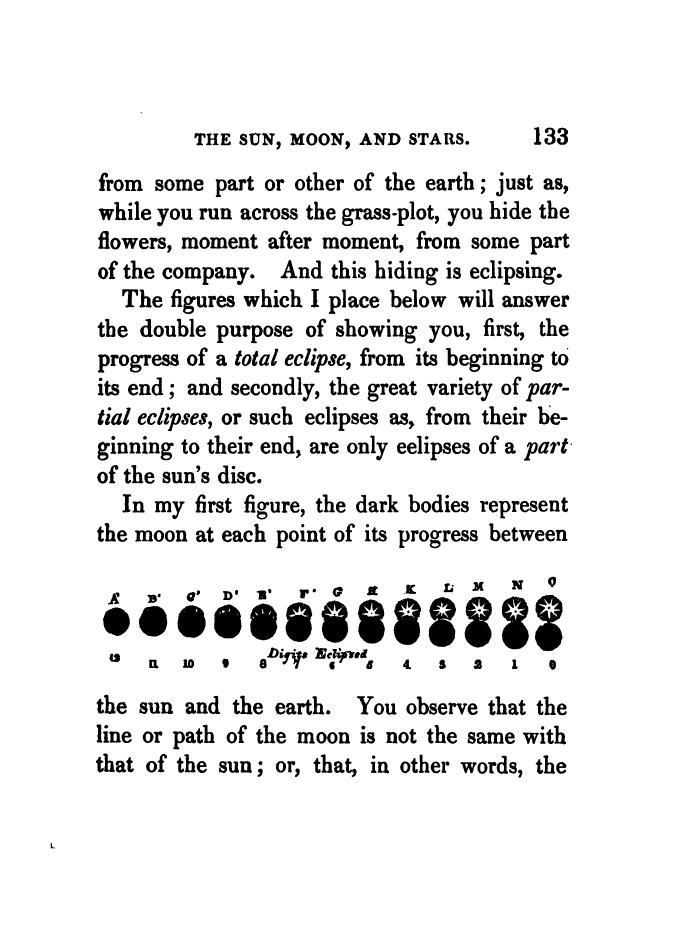 THE SUN, MOON, AND STARS. 133
from some part or other of the earth; just as,
while you run across the grass-plot, you hide the
flowers, moment after moment, from some part
of the company. And this hiding is eclipsing.
The figures which I place below will answer
the double purpose of showing you, first, the
progress of a total eclipse, from its beginning to
its end; and secondly, the great variety of par-
tial eclipses, or such eclipses as, from their be-
ginning to their end, are only eelipses of a part
of the sun's disc.
In my first figure, the dark bodies represent
the moon at each point of its progress between
A' B' C' D' E' F' G H K L M N O
Digits Eclipsed
12 11 10 9 8 7 6 5 4 3 2 1 0
the sun and the earth. You observe that the
line or path of the moon is not the same with
that of the sun; or, that, in other words, the